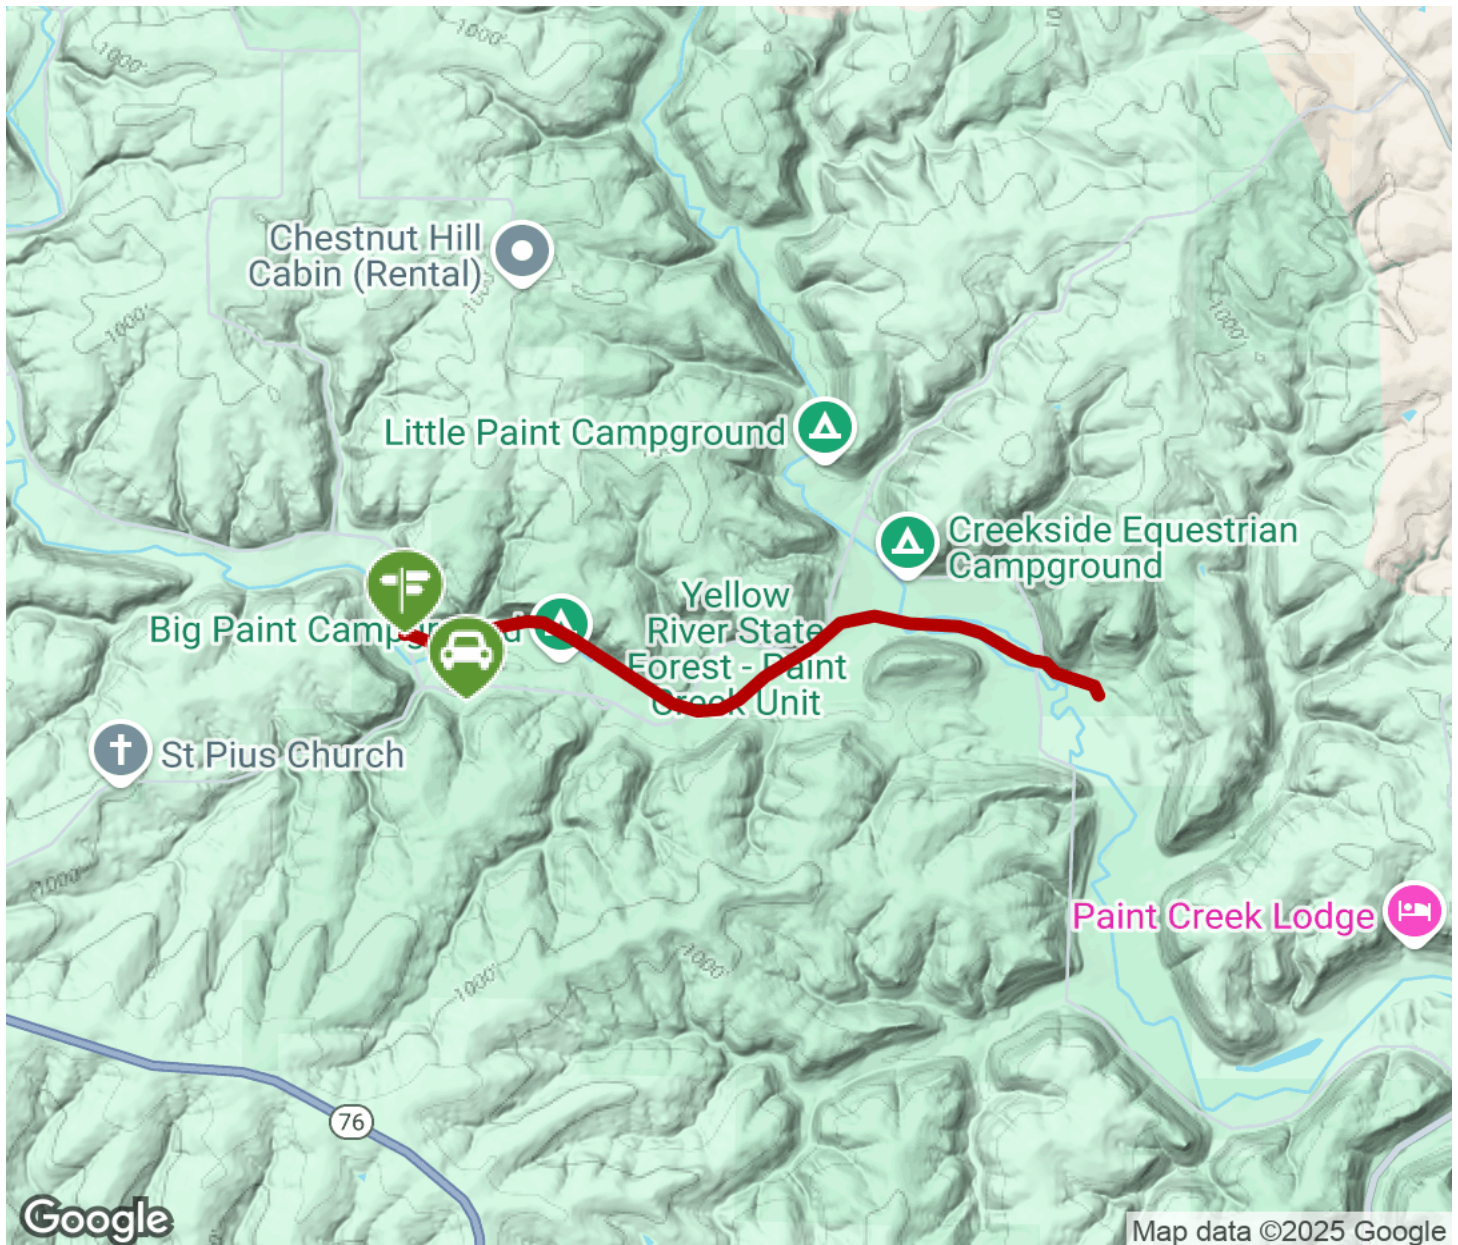 1000'
1000'
Chestnut Hill
Cabin (Rental)
1000'
1000'
Little Paint Campground
Creekside Equestrian
Campground
Yellow
River State
Forest - Paint
Creek Unit
Big Paint Campground
St Pius Church
1000'
Paint Creek Lodge
1000'
1000'
76
Google
Map data ©2025 Google